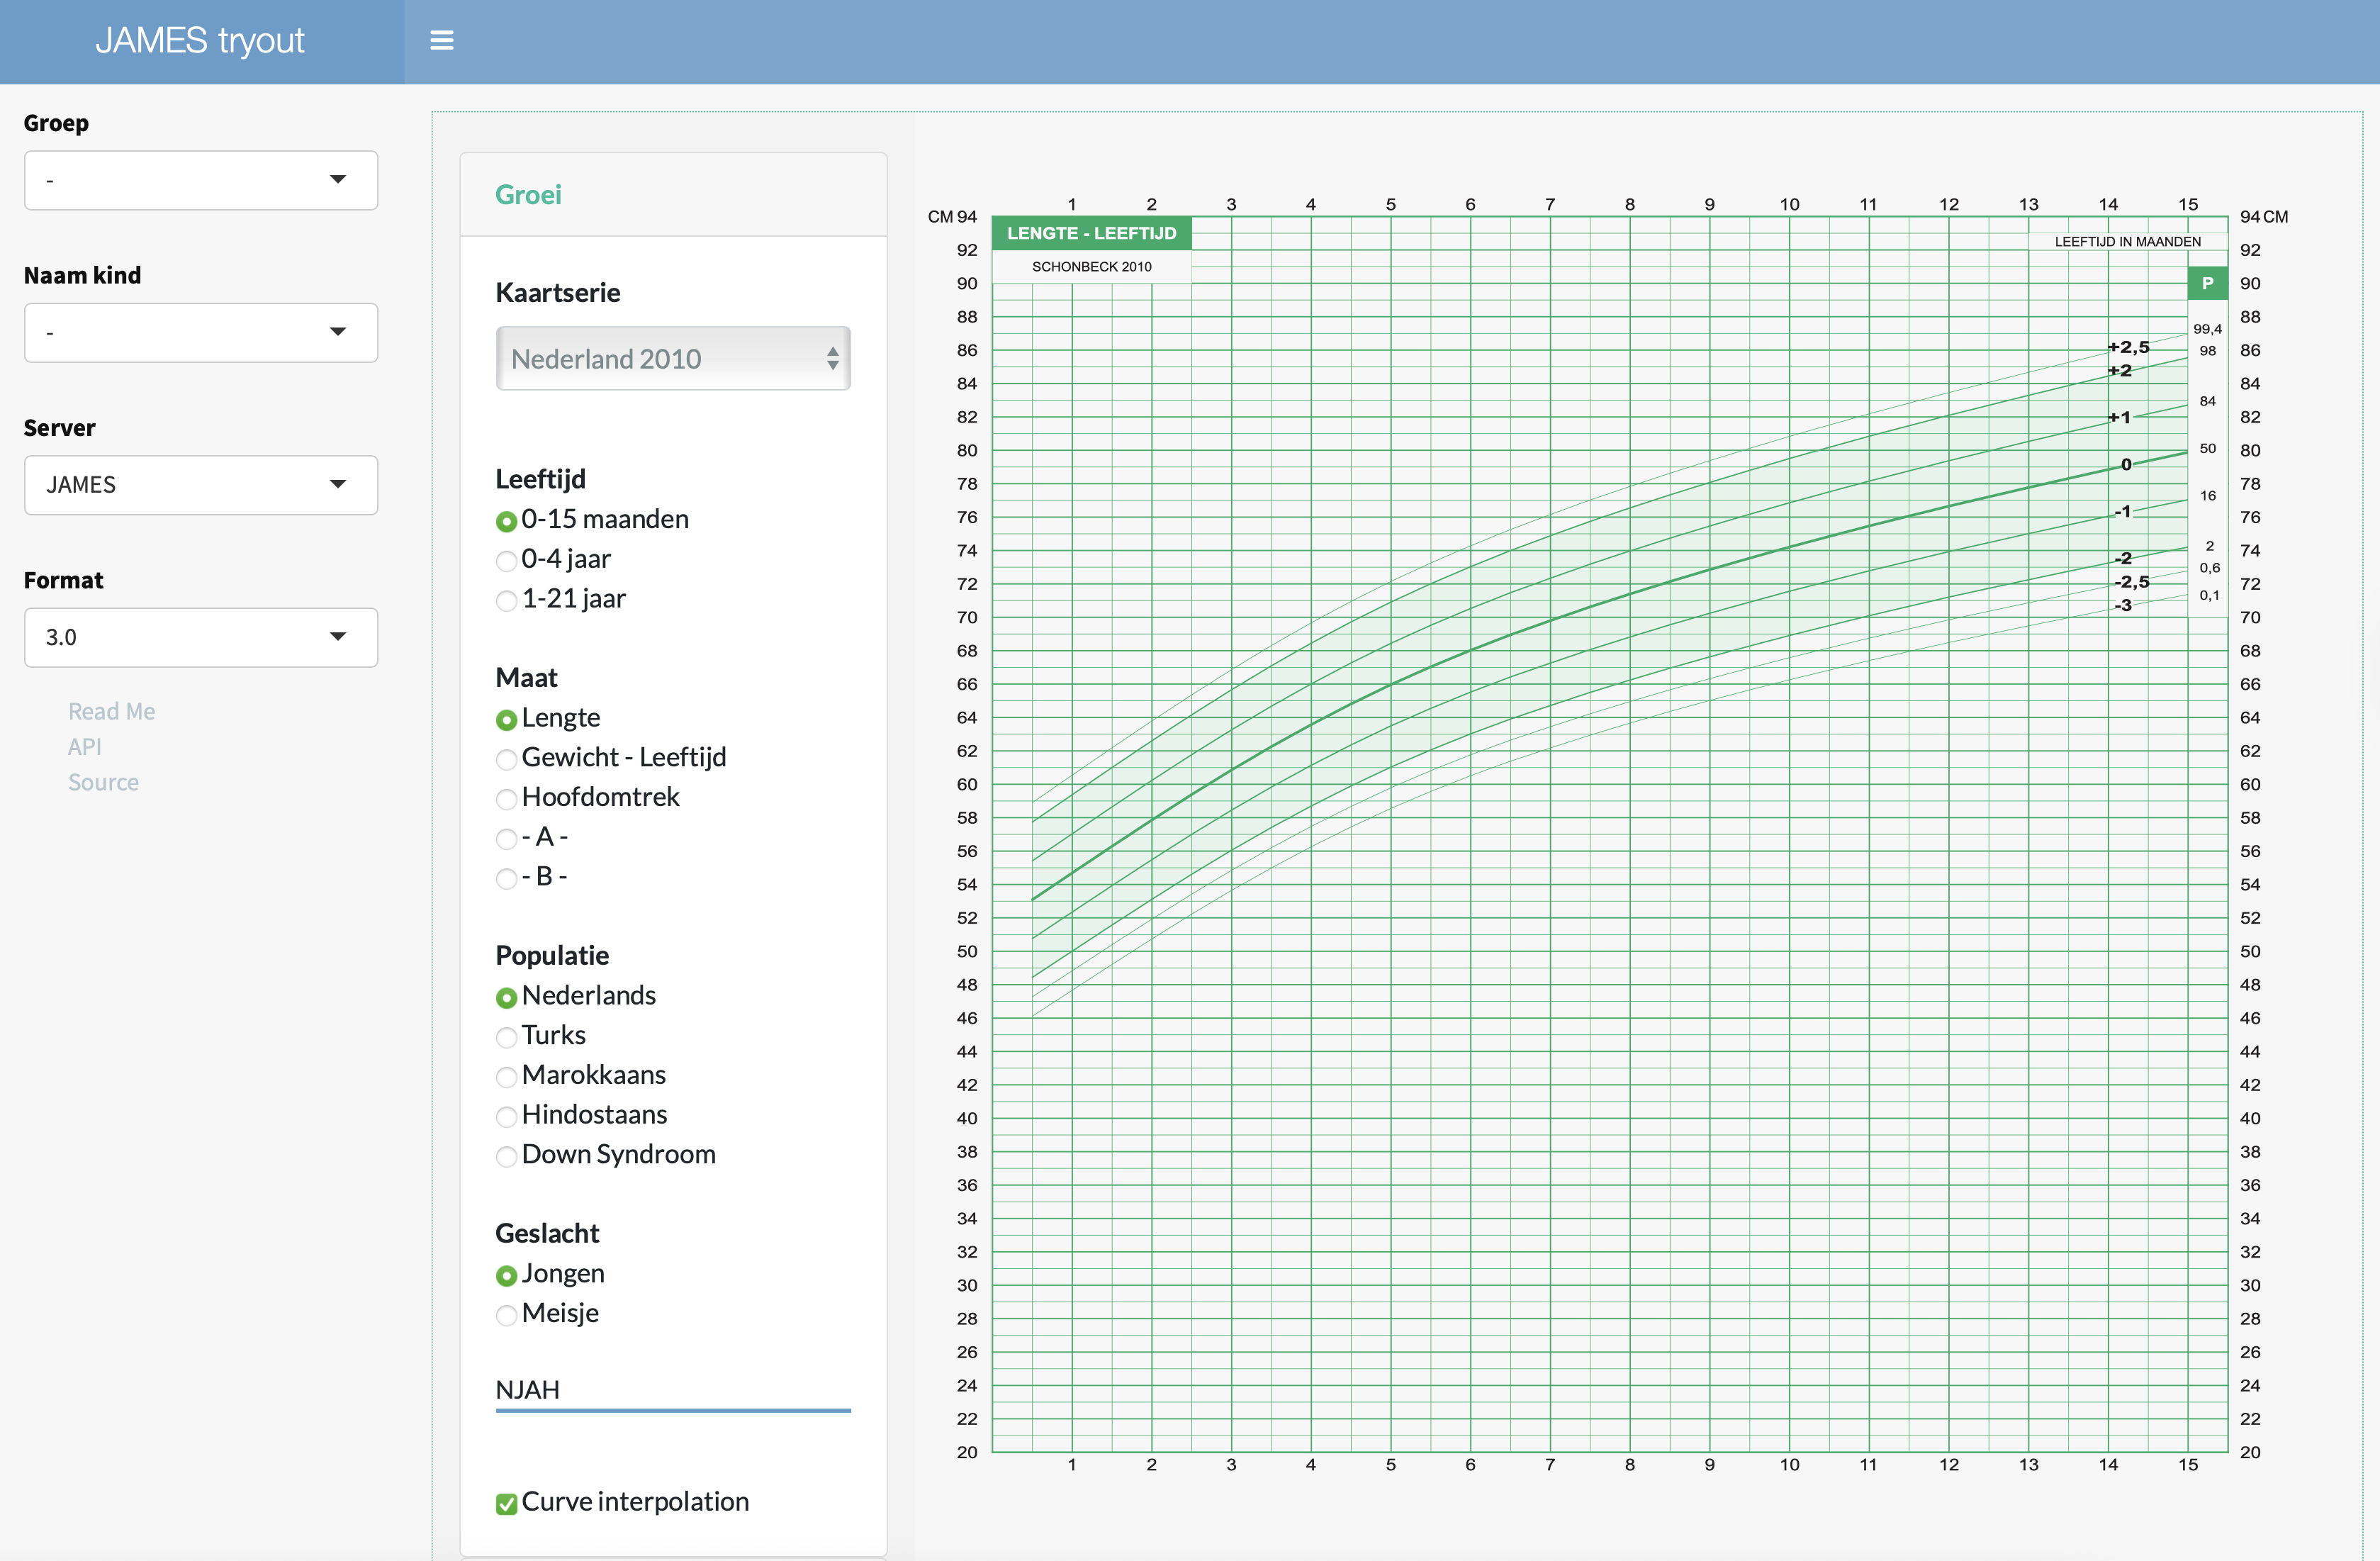 JAMES tryout
Groep
-
Naam kind
-
Server
JAMES
Format
3.0
Read Me
API
Source
Groei
Kaartserie
Nederland 2010
Leeftijd
0-15 maanden
0-4 jaar
1-21 jaar
Maat
Lengte
Gewicht - Leeftijd
Hoofdomtrek
- A -
- B -
Populatie
Nederlands
Turks
Marokkaans
Hindostaans
Down Syndroom
Geslacht
Jongen
Meisje
NJAH
Curve interpolation
1 2 3 4 5 6 7 8 9 10 11 12 13 14 15
CM 94 94 CM
LENGTE - LEEFTIJD
LEEFTIJD IN MAANDEN
92 92
SCHONBECK 2010
90 P 90
88 88
99,4
+2,5
86 98 86
+2
84 84
84
82 +1 82
50
80 80
0
78 78
16
76 -1 76
74 2 74
-2
0,6
72 -2,5 72
0,1
-3
70 70
68 68
66 66
64 64
62 62
60 60
58 58
56 56
54 54
52 52
50 50
48 48
46 46
44 44
42 42
40 40
38 38
36 36
34 34
32 32
30 30
28 28
26 26
24 24
22 22
20 20
1 2 3 4 5 6 7 8 9 10 11 12 13 14 15